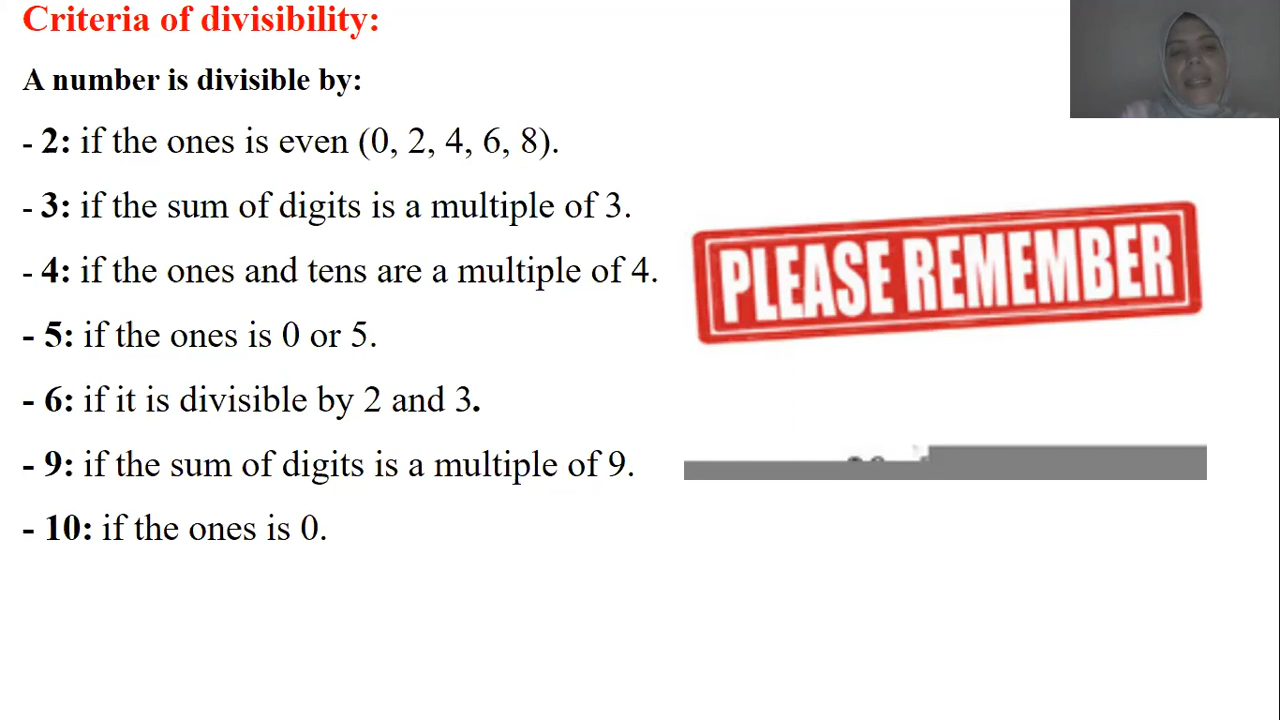 Criteria of divisibility:
A number is divisible by:
- 2: if the ones is even (0, 2, 4, 6, 8).
- 3: if the sum of digits is a multiple of 3.
- 4: if the ones and tens are a multiple of 4.
- 5: if the ones is 0 or 5.
- 6: if it is divisible by 2 and 3.
- 9: if the sum of digits is a multiple of 9.
- 10: if the ones is 0.
PLEASE REMEMBER